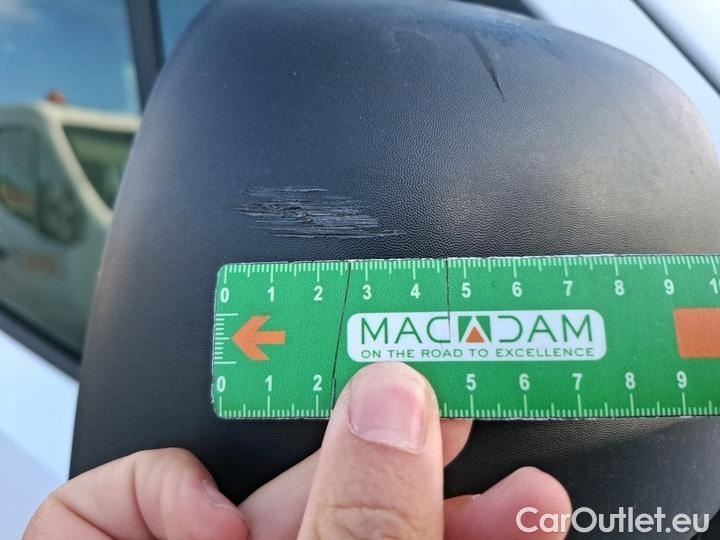 0 1 2 3 4 5 6 7 8 9 10
MACADAM
ON THE ROAD TO EXCELLENCE
0 1 2 5 6 7 8 9
CarOutlet.eu